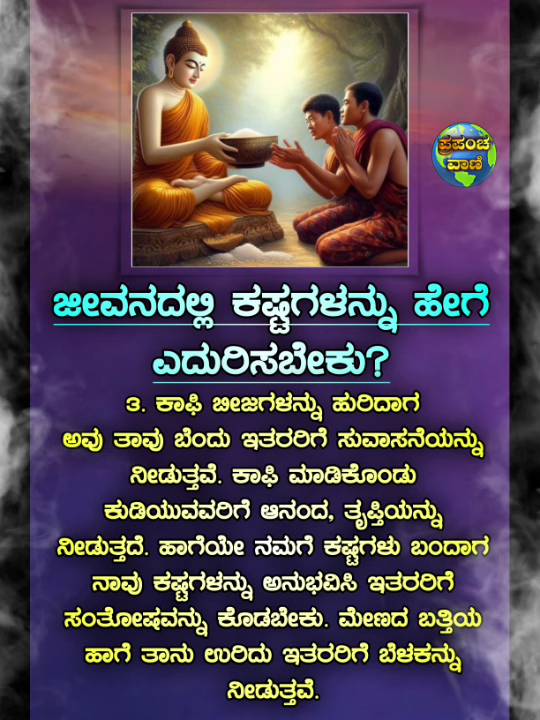 ಪ್ರಪಂಚ
ವಾಣಿ
ಜೀವನದಲ್ಲಿ ಕಷ್ಟಗಳನ್ನು ಹೇಗೆ
ಎದುರಿಸಬೇಕು?
೩. ಕಾಫಿ ಬೀಜಗಳನ್ನು ಹುರಿದಾಗ
ಅವು ತಾವು ಬೆಂದು ಇತರರಿಗೆ ಸುವಾಸನೆಯನ್ನು
ನೀಡುತ್ತವೆ. ಕಾಫಿ ಮಾಡಿಕೊಂಡು
ಕುಡಿಯುವವರಿಗೆ ಆನಂದ, ತೃಪ್ತಿಯನ್ನು
ನೀಡುತ್ತದೆ. ಹಾಗೆಯೇ ನಮಗೆ ಕಷ್ಟಗಳು ಬಂದಾಗ
ನಾವು ಕಷ್ಟಗಳನ್ನು ಅನುಭವಿಸಿ ಇತರರಿಗೆ
ಸಂತೋಷವನ್ನು ಕೊಡಬೇಕು. ಮೇಣದ ಬತ್ತಿಯ
ಹಾಗೆ ತಾನು ಉರಿದು ಇತರರಿಗೆ ಬೆಳಕನ್ನು
ನೀಡುತ್ತವೆ.